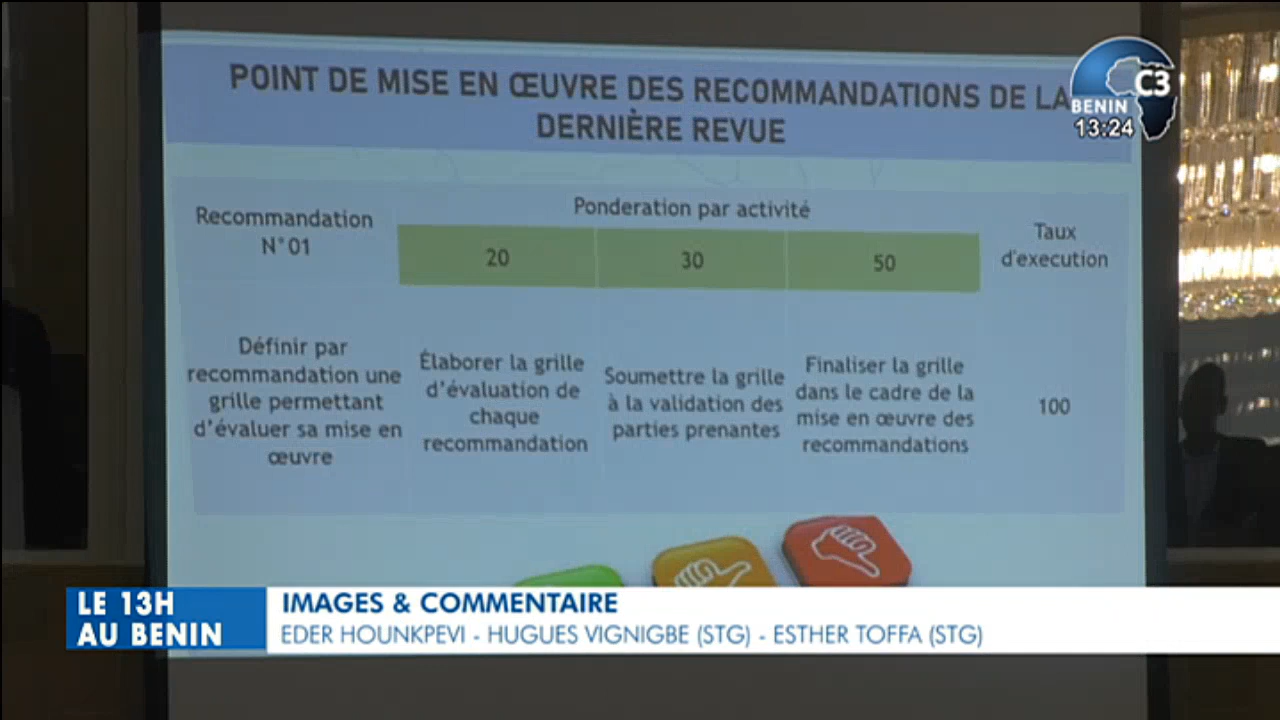 POINT DE MISE EN ŒUVRE DES RECOMMANDATIONS DE LA
DERNIÈRE REVUE
C3
BENIN
13:24
Recommandation
N°01
Ponderation par activité
20
30
50
Taux
d'execution
Définir par
recommandation une
grille permettant
d'évaluer sa mise en
œuvre
Élaborer la grille
d'évaluation de
chaque
recommandation
Soumettre la grille
à la validation des
parties prenantes
Finaliser la grille
dans le cadre de la
mise en œuvre des
recommandations
100
LE 13H
AU BENIN
IMAGES & COMMENTAIRE
EDER HOUNKPEVI - HUGUES VIGNIGBE (STG) - ESTHER TOFFA (STG)